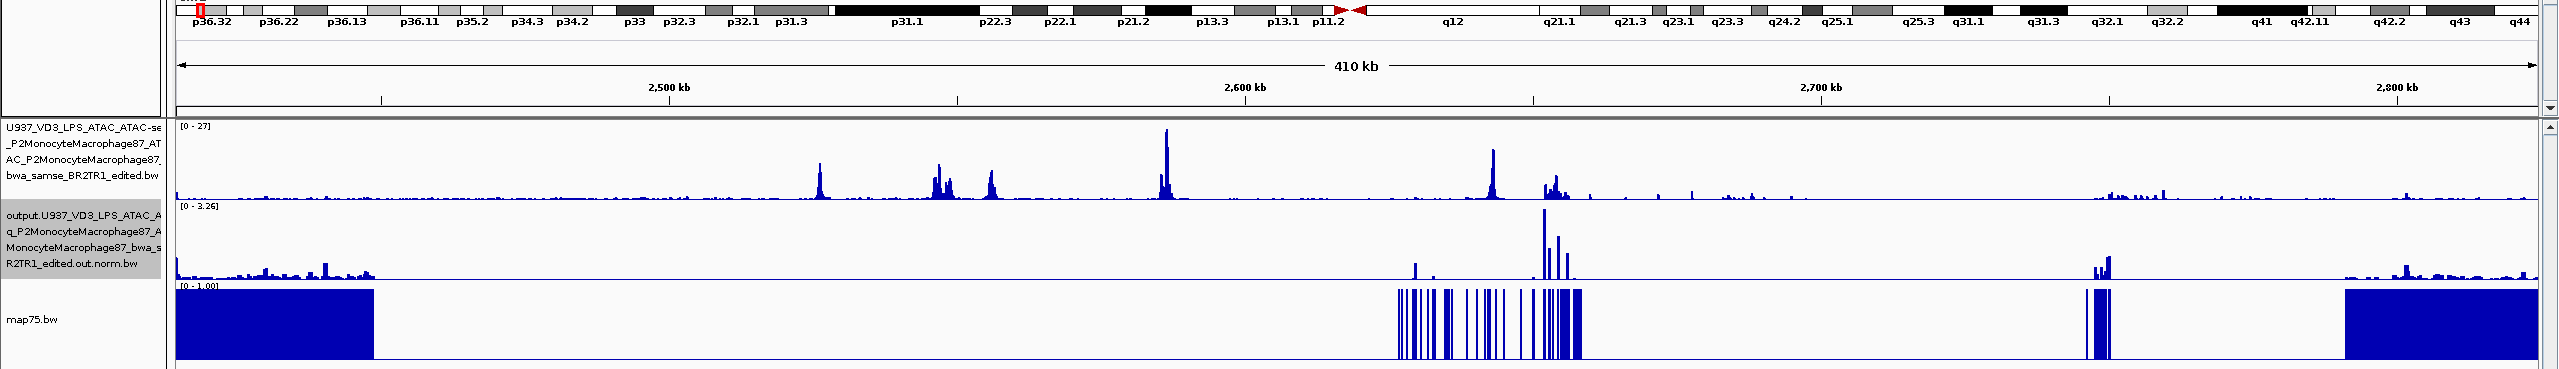 p36.32 p36.22 p36.13 p36.11 p35.2 p34.3 p34.2 p33 p32.3 p32.1 p31.3 p31.1 p22.3 p22.1 p21.2 p13.3 p13.1 p11.2 q12 q21.1 q21.3 q23.1 q23.3 q24.2 q25.1 q25.3 q31.1 q31.3 q32.1 q32.2 q41 q42.11 q42.2 q43 q44
410 kb
2,500 kb 2,600 kb 2,700 kb 2,800 kb
U937_VD3_LPS_ATAC_ATAC-se
_P2MonocyteMacrophage87_AT
AC_P2MonocyteMacrophage87_
bwa_samse_BR2TR1_edited.bw
[0 - 27]
output.U937_VD3_LPS_ATAC_A
q_P2MonocyteMacrophage87_A
MonocyteMacrophage87_bwa_s
R2TR1_edited.out.norm.bw
[0 - 3.26]
map75.bw
[0 - 1.00]